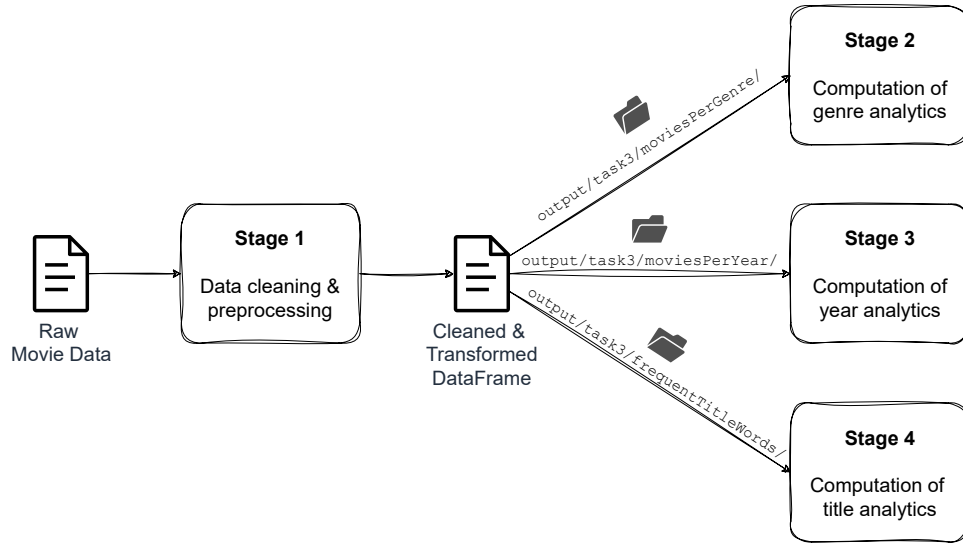 Raw
Movie Data
Stage 1
Data cleaning &
preprocessing
Cleaned &
Transformed
DataFrame
output/task3/moviesPerGenre/
Stage 2
Computation of
genre analytics
output/task3/moviesPerYear/
Stage 3
Computation of
year analytics
output/task3/frequentTitleWords/
Stage 4
Computation of
title analytics